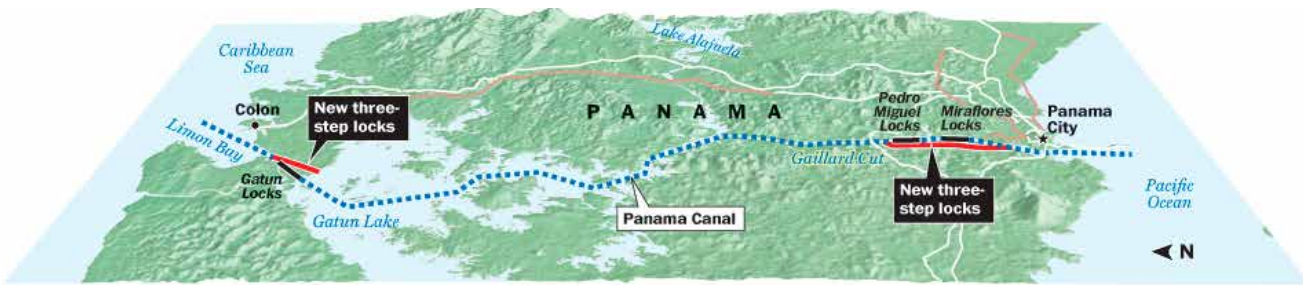 Caribbean
Sea
Lake Alajuela
Colon
New three-
step locks
PANAMA
Pedro
Miguel
Locks
Miraflores
Locks
Panama
City
Limon Bay
Gatun
Locks
Gaillard Cut
Gatun Lake
Panama Canal
New three-
step locks
Pacific
Ocean
N